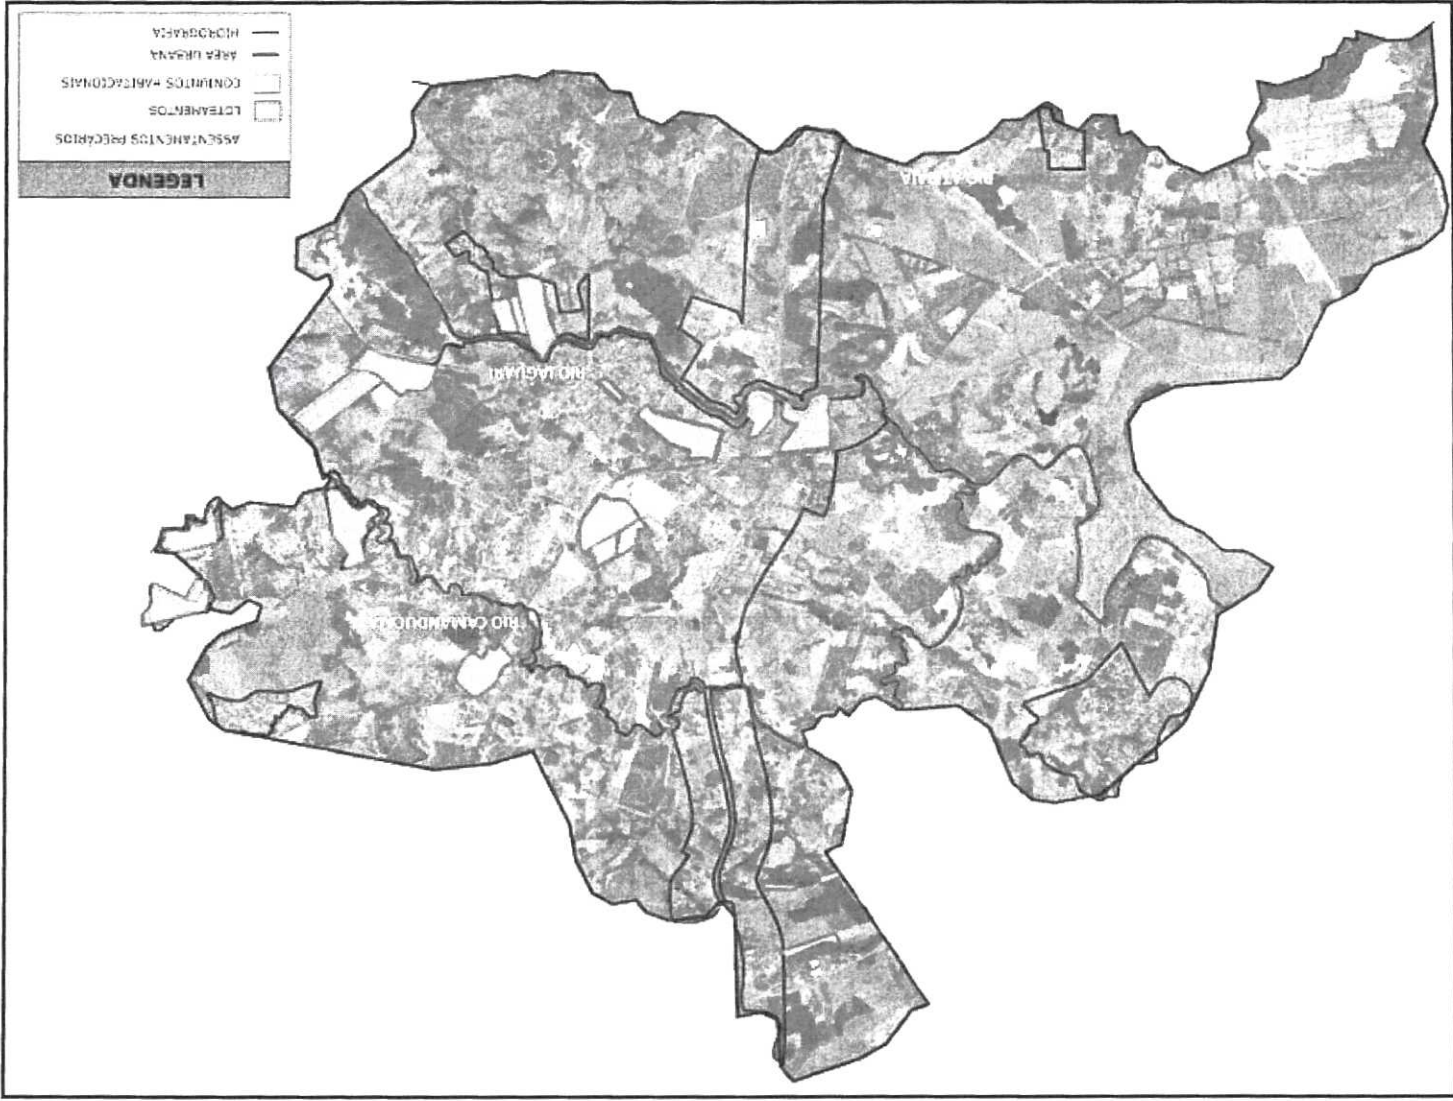 LEGENDA
ASSENTAMENTOS PRECÁRIOS
LOTEAMENTOS
CONJUNTOS HABITACIONAIS
ÁREA URBANA
HIDROGRAFIA
RIO CAMANDUCAIA
RIO JAGUARI